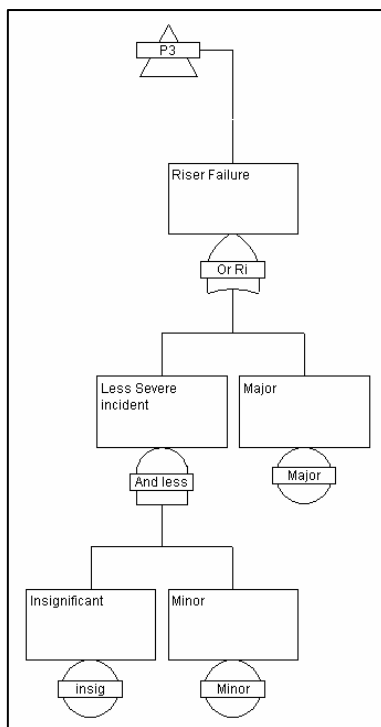 P3
Riser Failure
Or Ri
Less Severe
incident
Major
And less
Major
Insignificant
Minor
insig
Minor